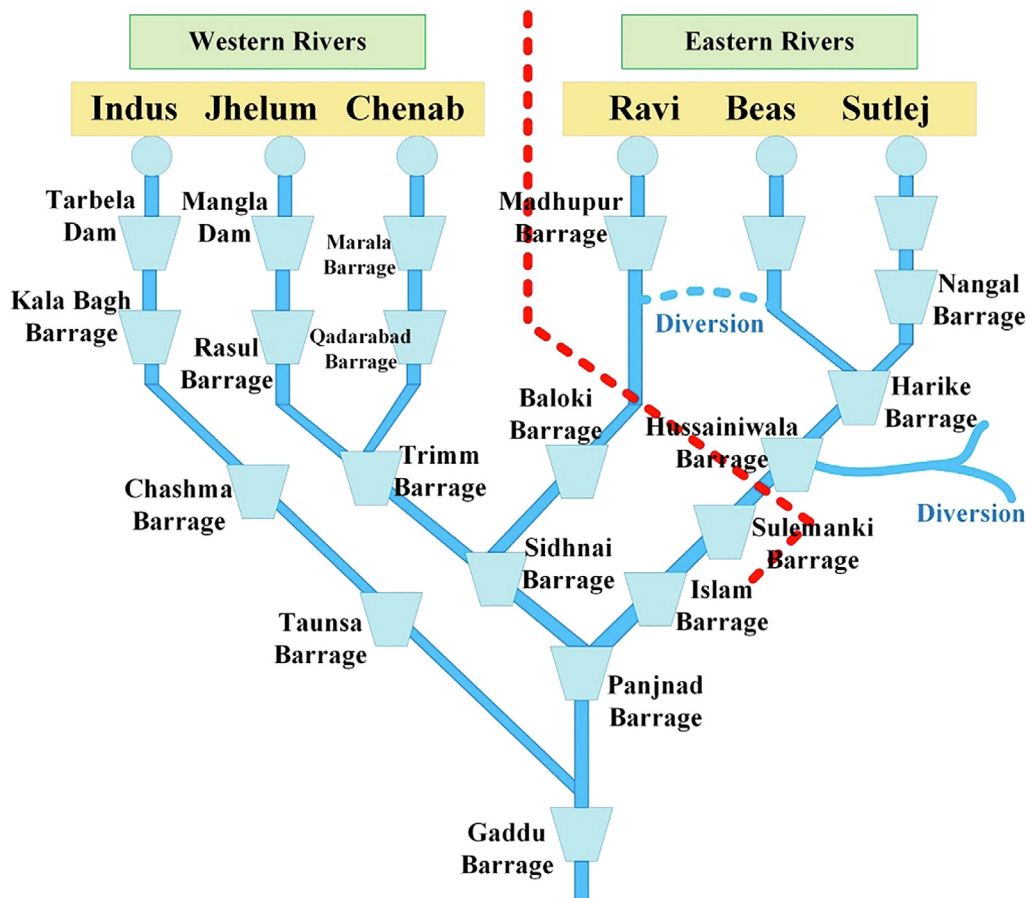 Western Rivers
Eastern Rivers
Indus Jhelum Chenab
Ravi Beas Sutlej
Tarbela
Dam
Mangla
Dam
Marala
Barrage
Madhupur
Barrage
Kala Bagh
Barrage
Rasul
Barrage
Qadarabad
Barrage
Diversion
Nangal
Barrage
Baloki
Barrage
Harike
Barrage
Hussainiwala
Barrage
Chashma
Barrage
Trimm
Barrage
Diversion
Sulemanki
Barrage
Sidhnai
Barrage
Islam
Barrage
Taunsa
Barrage
Panjnad
Barrage
Gaddu
Barrage